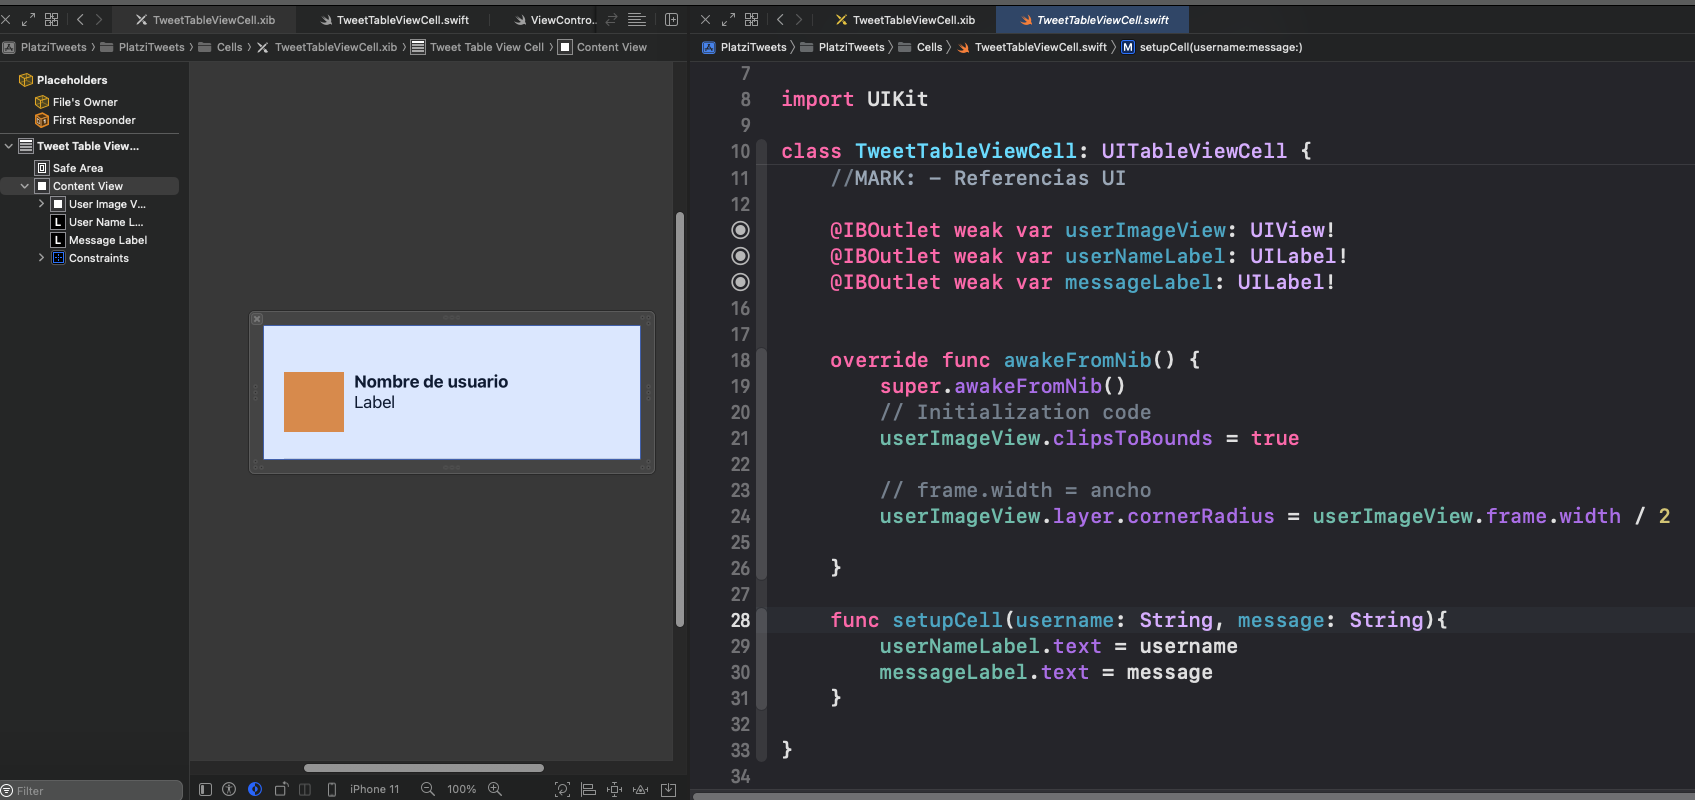 TweetTableViewCell.xib
TweetTableViewCell.swift
ViewContro..
PlatziTweets
PlatziTweets
Cells
TweetTableViewCell.xib
Tweet Table View Cell
Content View
Placeholders
File's Owner
First Responder
Tweet Table View...
Safe Area
Content View
User Image V...
L User Name L...
L Message Label
Constraints
Nombre de usuario
Label
Filter
iPhone 11
100%
TweetTableViewCell.xib
TweetTableViewCell.swift
PlatziTweets
PlatziTweets
Cells
TweetTableViewCell.swift
M setupCell(username:message:)
7
8 import UIKit
9
10 class TweetTableViewCell: UITableViewCell {
11 //MARK: - Referencias UI
12
@IBOutlet weak var userImageView: UIView!
@IBOutlet weak var userNameLabel: UILabel!
@IBOutlet weak var messageLabel: UILabel!
16
17
18 override func awakeFromNib() {
19 super.awakeFromNib()
20 // Initialization code
21 userImageView.clipsToBounds = true
22
23 // frame.width = ancho
24 userImageView.layer.cornerRadius = userImageView.frame.width / 2
25
26 }
27
28 func setupCell(username: String, message: String){
29 userNameLabel.text = username
30 messageLabel.text = message
31 }
32
33 }
34